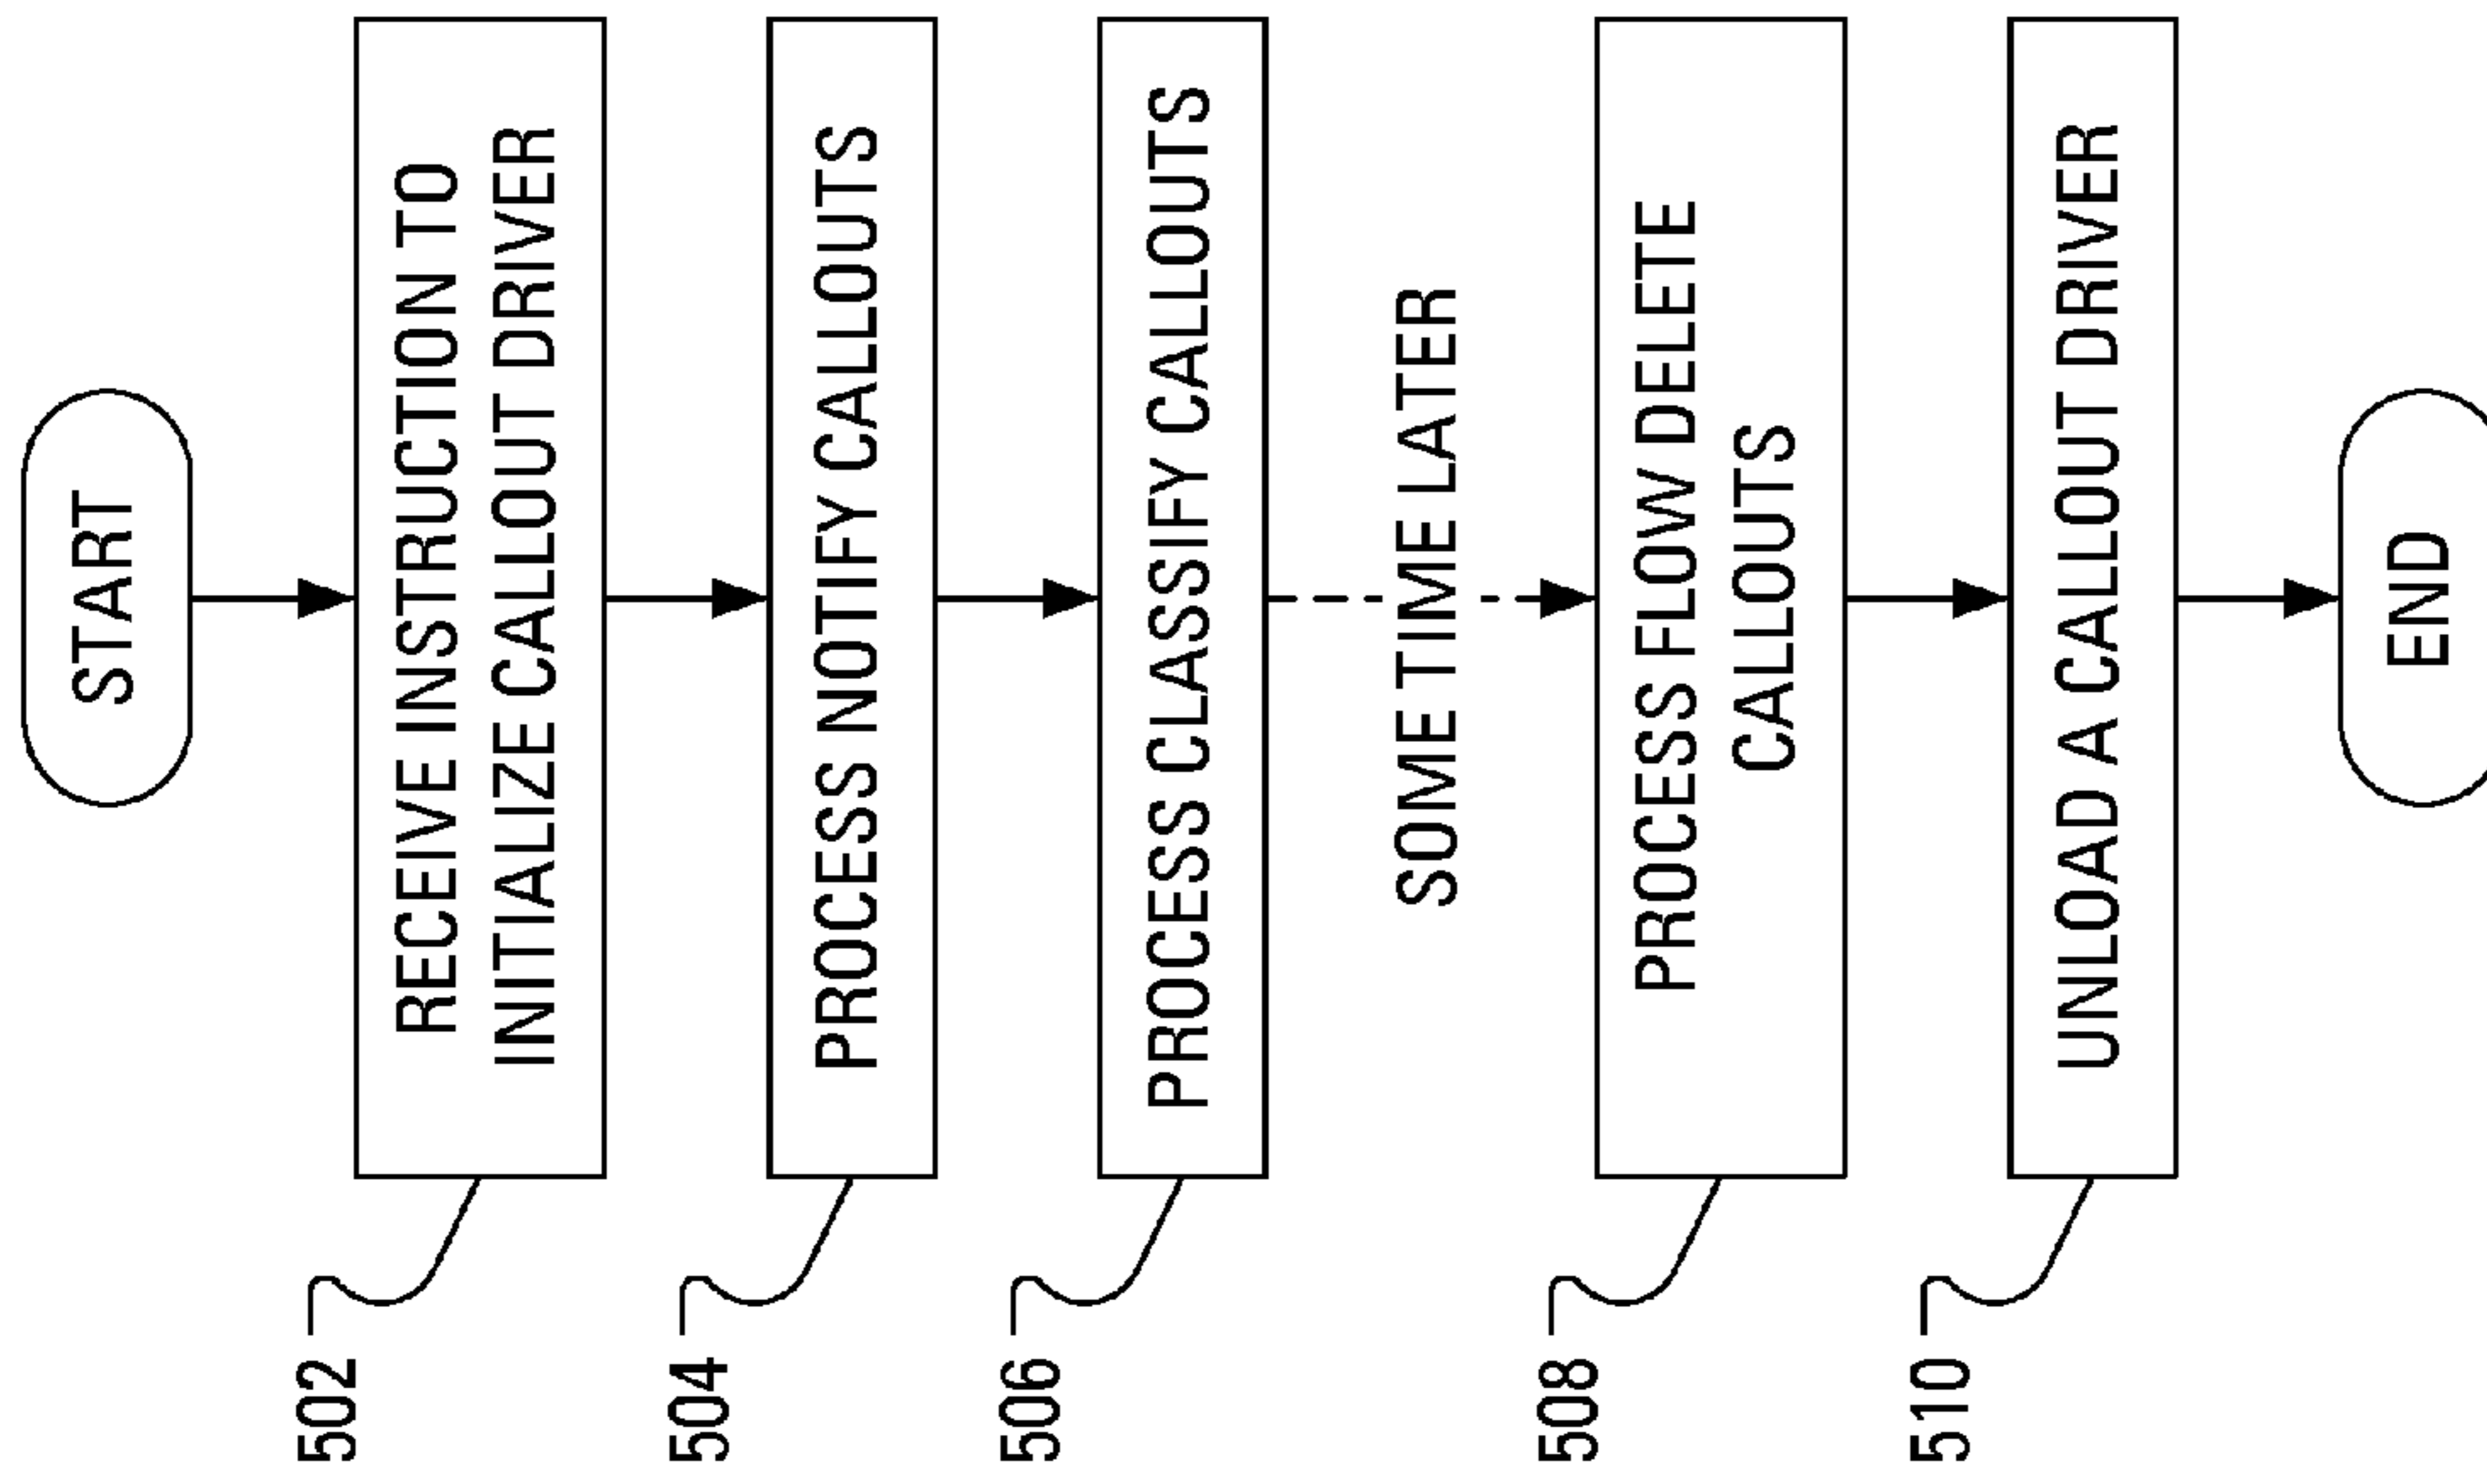 START
502
RECEIVE INSTRUCTION TO
INITIALIZE CALLOUT DRIVER
504
PROCESS NOTIFY CALLOUTS
506
PROCESS CLASSIFY CALLOUTS
SOME TIME LATER
508
PROCESS FLOW DELETE
CALLOUTS
510
UNLOAD A CALLOUT DRIVER
END